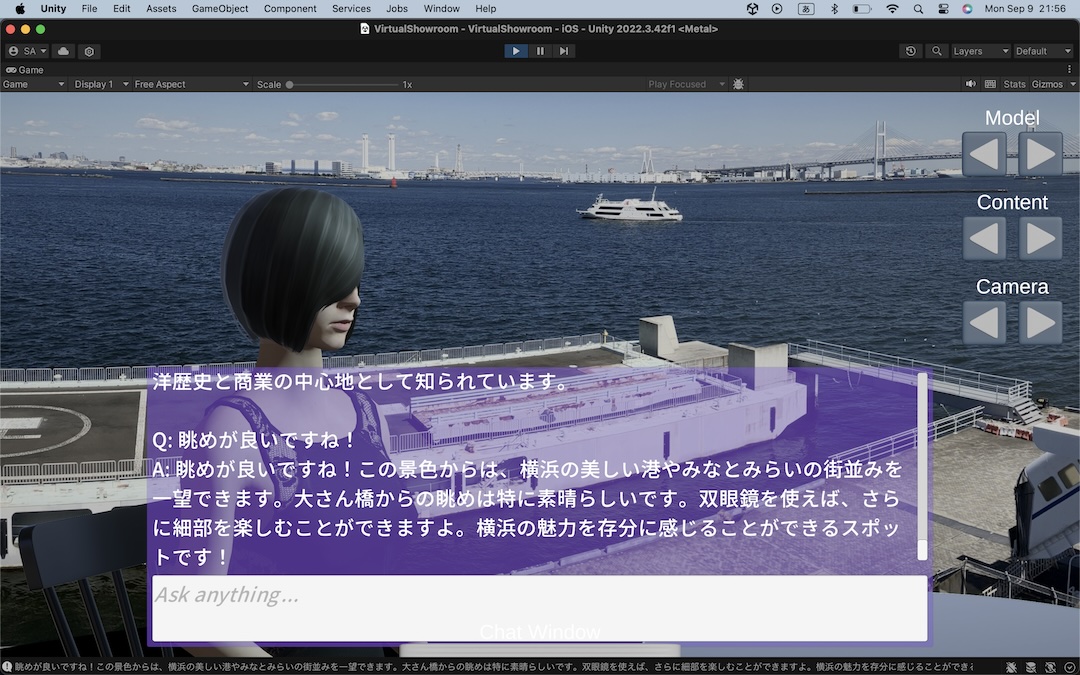 Unity File Edit Assets GameObject Component Services Jobs Window Help あ Mon Sep 9 21:56
VirtualShowroom - VirtualShowroom - iOS - Unity 2022.3.42f1 <Metal>
SA Layers Default
Game
Game Display 1 Free Aspect Scale 1x Play Focused Stats Gizmos
Model
Content
Camera
洋歴史と商業の中心地として知られています。
Q: 眺めが良いですね！
A: 眺めが良いですね！この景色からは、横浜の美しい港やみなとみらいの街並みを
一望できます。大さん橋からの眺めは特に素晴らしいです。双眼鏡を使えば、さら
に細部を楽しむことができますよ。横浜の魅力を存分に感じることができるスポッ
トです！
Ask anything...
Chat Window
眺めが良いですね！この景色からは、横浜の美しい港やみなとみらいの街並みを一望できます。大さん橋からの眺めは特に素晴らしいです。双眼鏡を使えば、さらに細部を楽しむことができますよ。横浜の魅力を存分に感じることができ